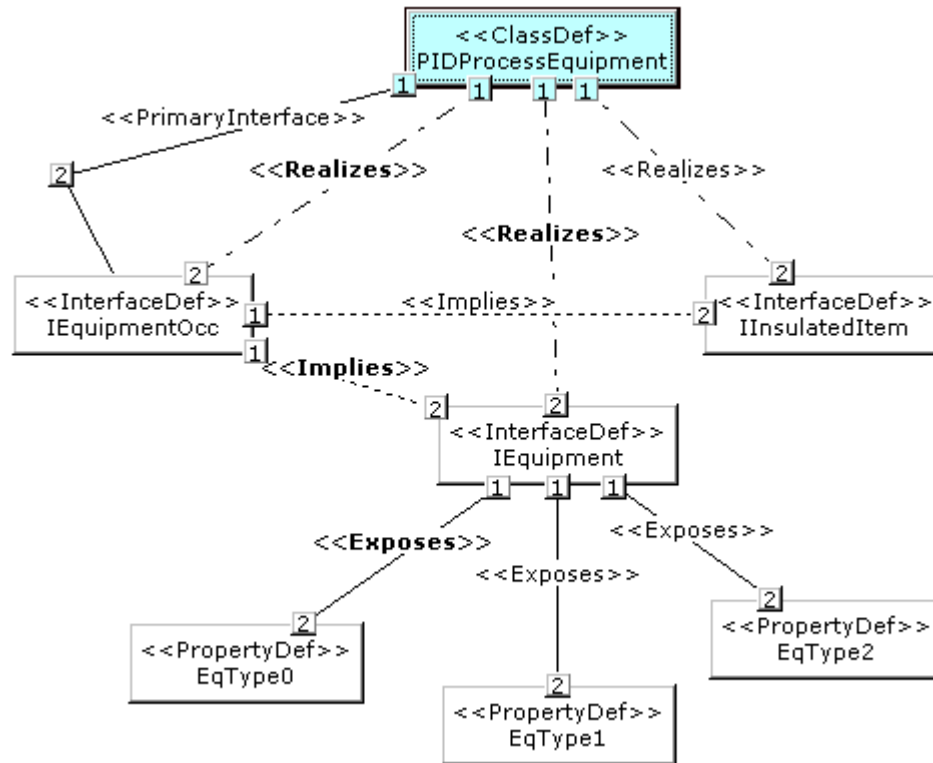 <<ClassDef>>
PIDProcessEquipment
1
1
1
1
<<PrimaryInterface>>
<<Realizes>>
<<Realizes>>
2
<<Realizes>>
2
2
<<InterfaceDef>>
IEquipmentOcc
1
<<Implies>>
2
<<InterfaceDef>>
IInsulatedItem
1
<<Implies>>
2
2
<<InterfaceDef>>
IEquipment
1
1
1
<<Exposes>>
<<Exposes>>
<<Exposes>>
2
<<PropertyDef>>
EqType0
2
<<PropertyDef>>
EqType1
2
<<PropertyDef>>
EqType2